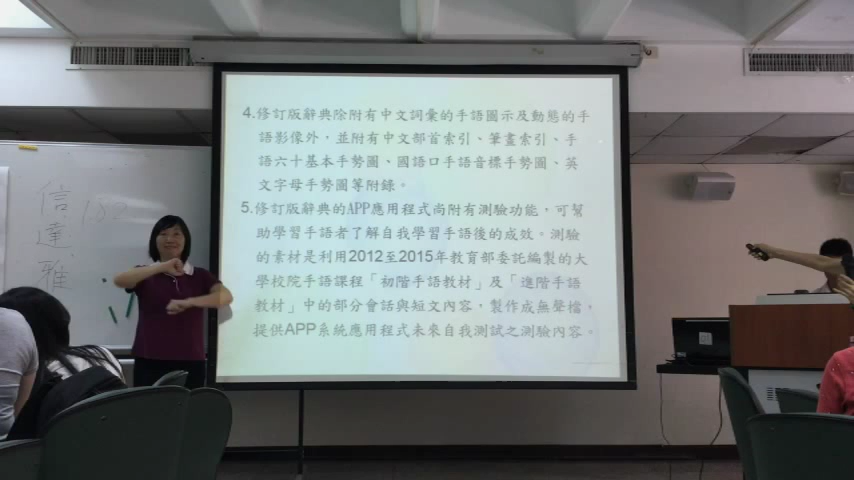 4.修訂版辭典除附有中文詞彙的手語圖示及動態的手
語影像外，並附有中文部首索引、筆畫索引、手
語六十基本手勢圖、國語口手語音標手勢圖、英
文字母手勢圖等附錄。
5.修訂版辭典的APP應用程式尚附有測驗功能，可幫
助學習手語者了解自我學習手語後的成效。測驗
的素材是利用2012至2015年教育部委託編製的大
學校院手語課程「初階手語教材」及「進階手語
教材」中的部分會話與短文內容，製作成無聲檔，
提供APP系統應用程式未來自我測試之測驗內容。
信達雅